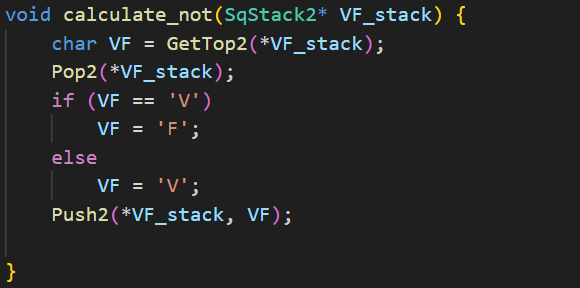 void calculate_not(SqStack2* VF_stack) {
    char VF = GetTop2(*VF_stack);
    Pop2(*VF_stack);
    if (VF == 'V')
        VF = 'F';
    else
        VF = 'V';
    Push2(*VF_stack, VF);
}